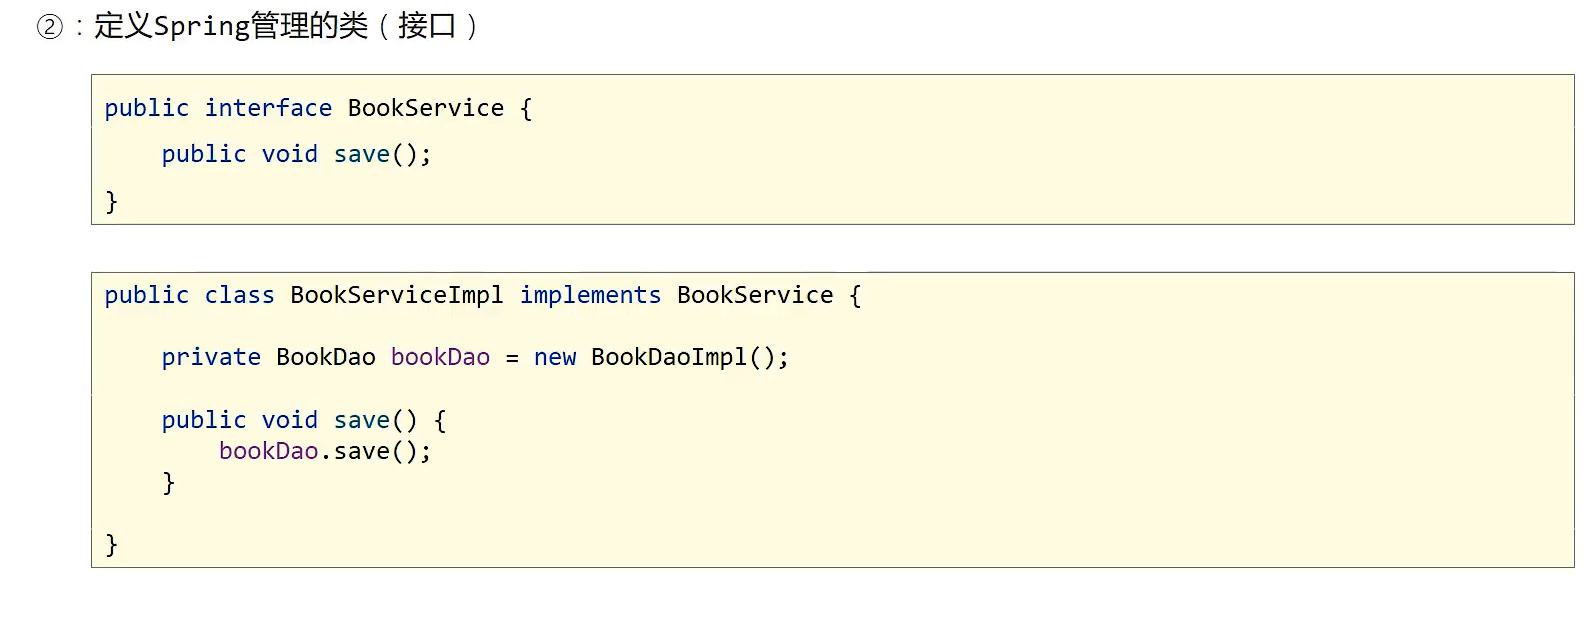 ②：定义Spring管理的类（接口）
public interface BookService {
    public void save();
}
public class BookServiceImpl implements BookService {
    private BookDao bookDao = new BookDaoImpl();
    public void save() {
        bookDao.save();
    }
}